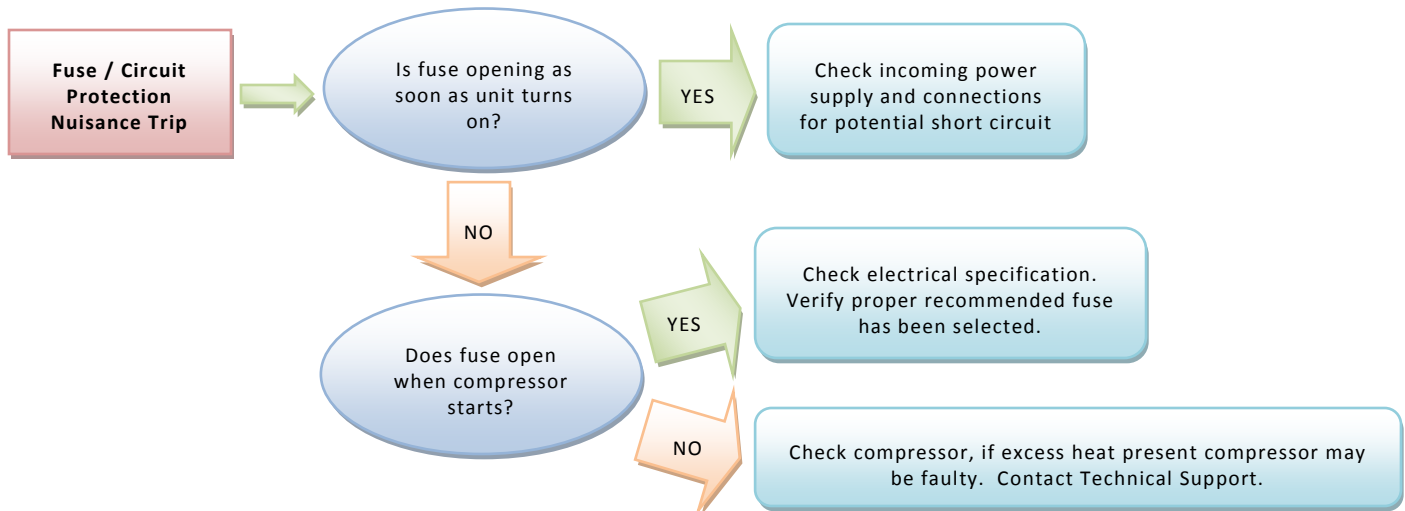 Fuse / Circuit
Protection
Nuisance Trip
Is fuse opening as
soon as unit turns
on?
YES
Check incoming power
supply and connections
for potential short circuit
NO
Does fuse open
when compressor
starts?
YES
Check electrical specification.
Verify proper recommended fuse
has been selected.
NO
Check compressor, if excess heat present compressor may
be faulty.  Contact Technical Support.